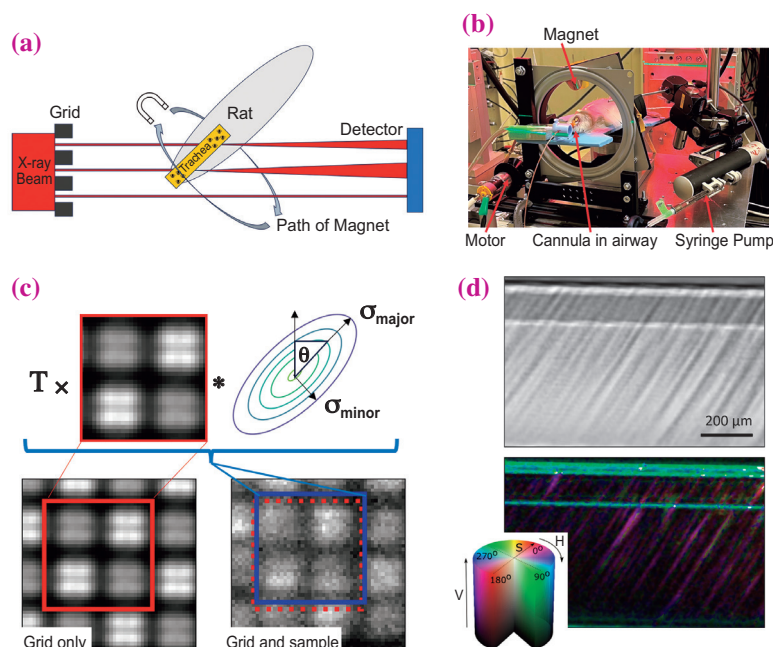 (a)
Grid
X-ray
Beam
Trachea
Rat
Detector
Path of Magnet
(b)
Magnet
Motor
Cannula in airway
Syringe Pump
(c)
T ×
*
θ
σmajor
σminor
Grid only
Grid and sample
(d)
200 µm
V
270°
S
0°
H
180°
90°